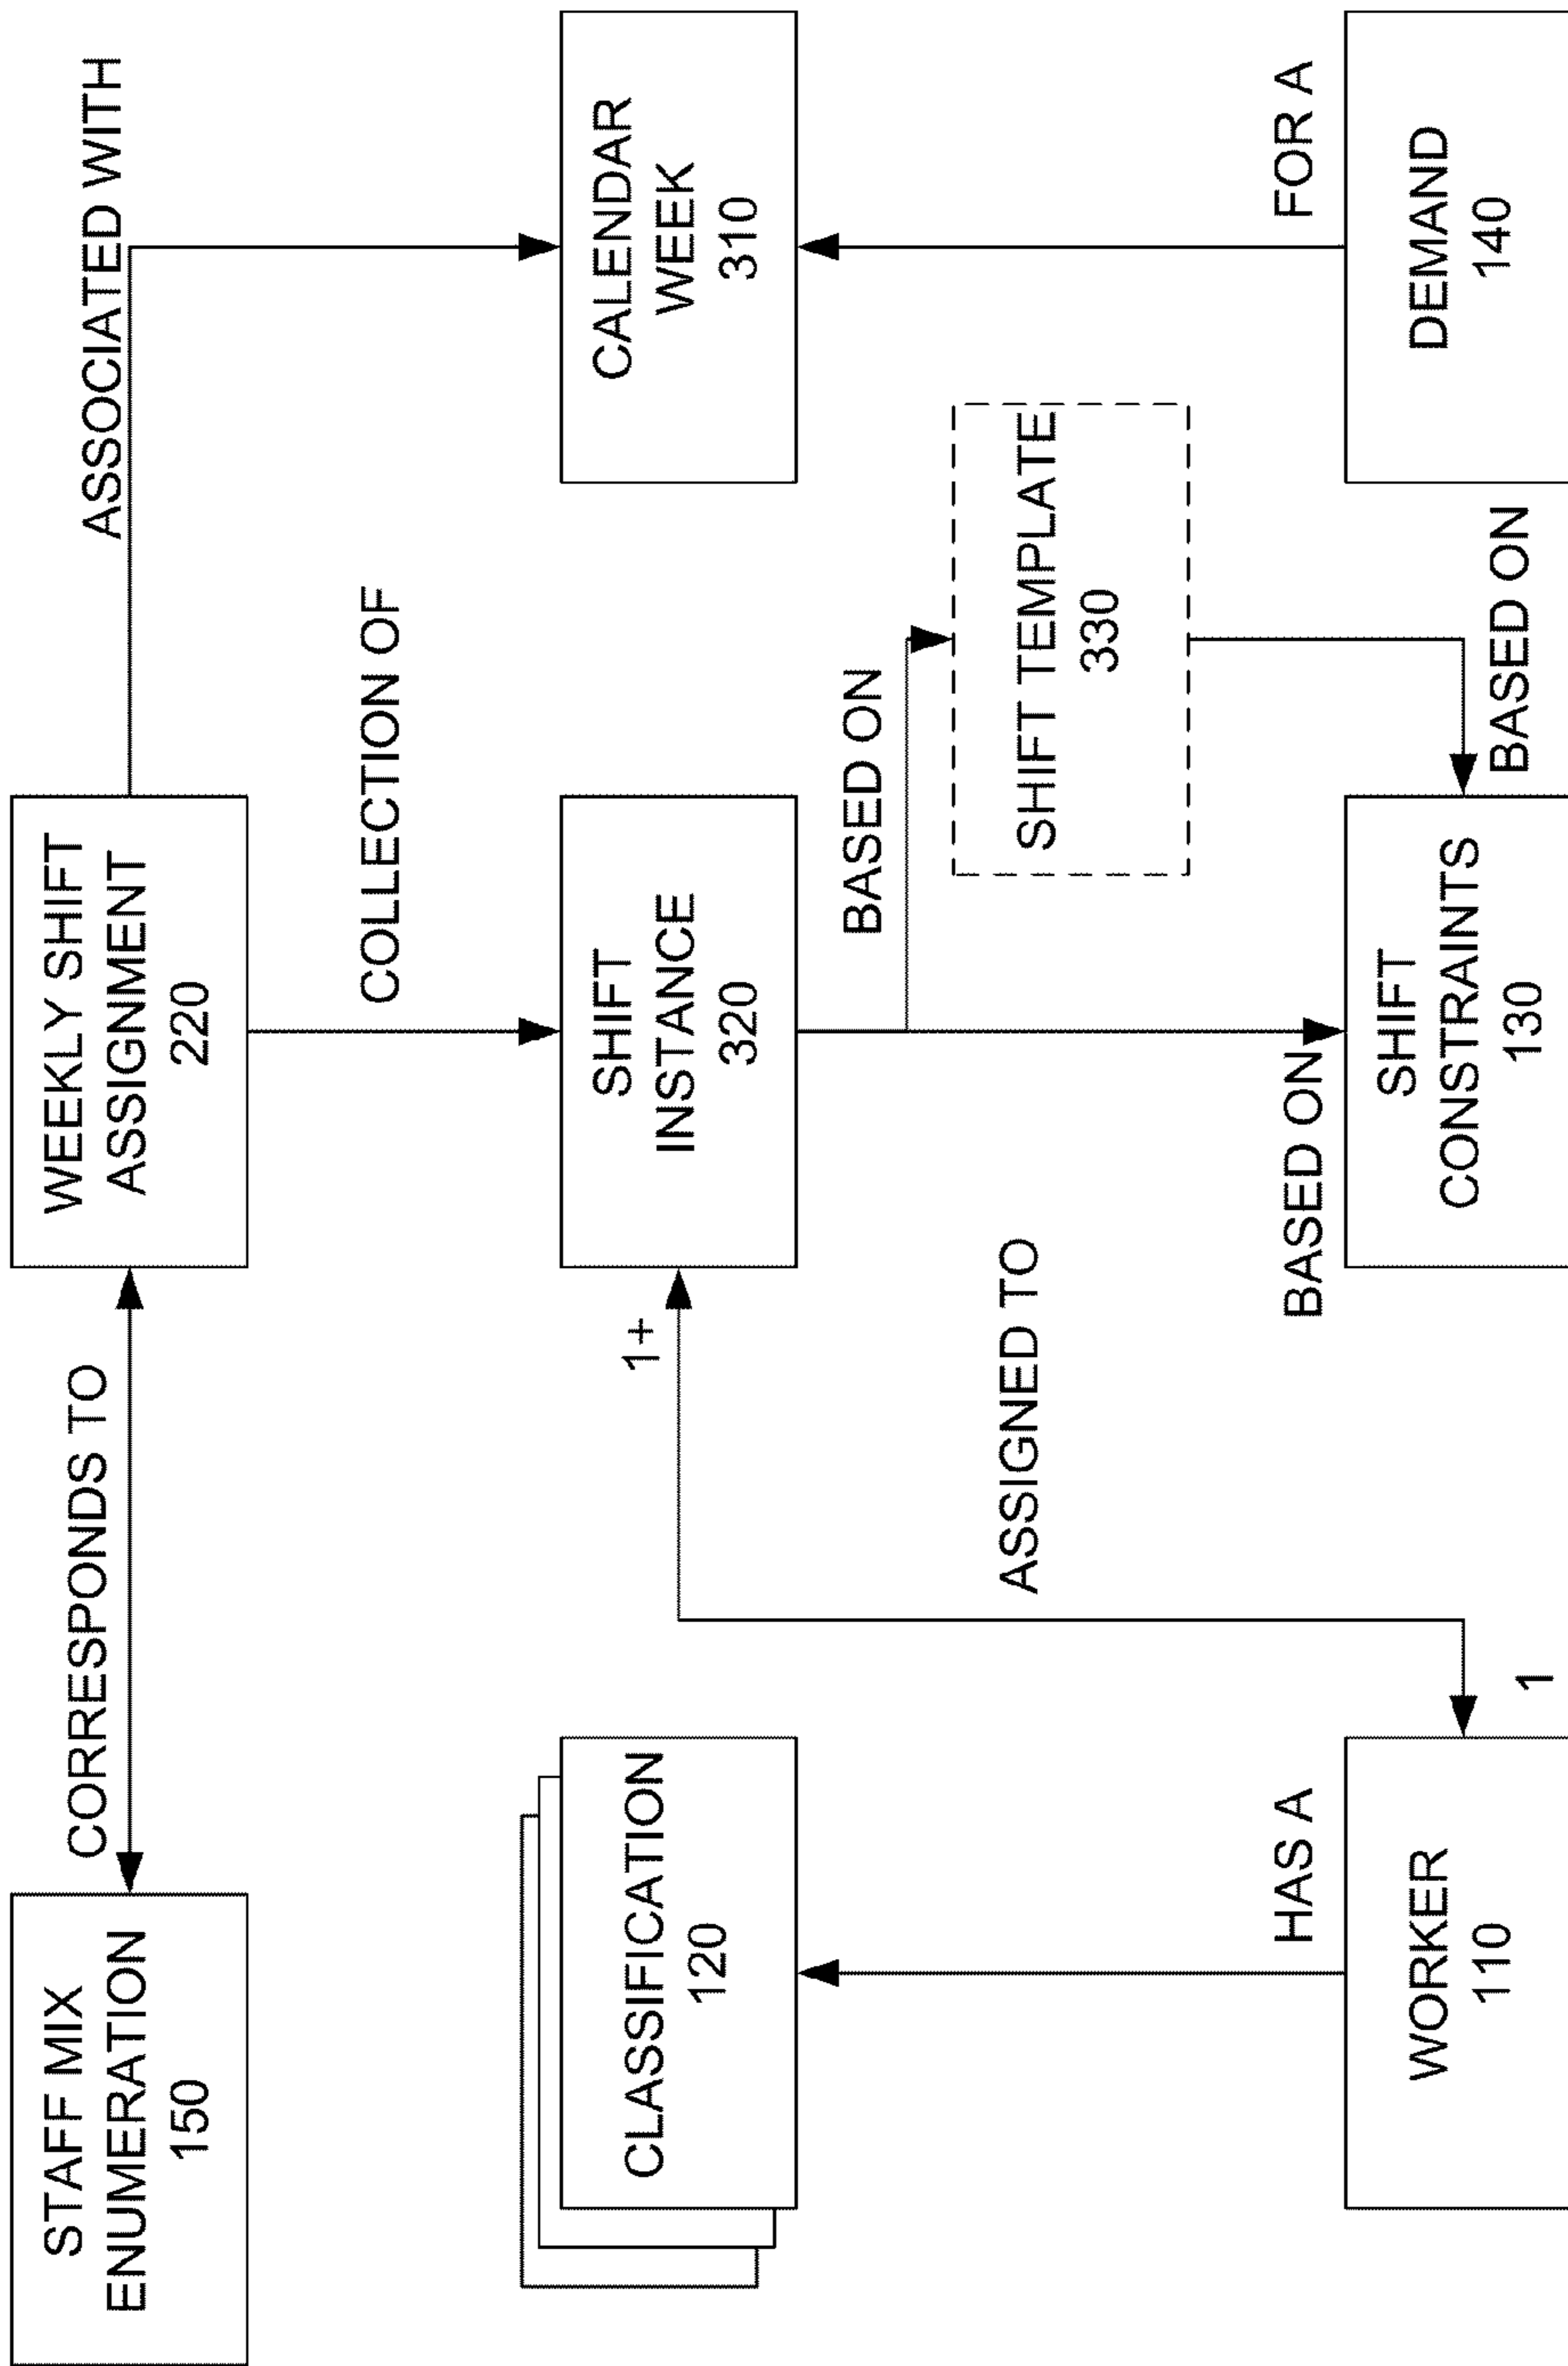 STAFF MIX
ENUMERATION
150
CORRESPONDS TO
WEEKLY SHIFT
ASSIGNMENT
220
ASSOCIATED WITH
COLLECTION OF
CLASSIFICATION
120
1+
SHIFT
INSTANCE
320
CALENDAR
WEEK
310
BASED ON
ASSIGNED TO
SHIFT TEMPLATE
330
HAS A
BASED ON
FOR A
WORKER
110
1
SHIFT
CONSTRAINTS
130
BASED ON
DEMAND
140